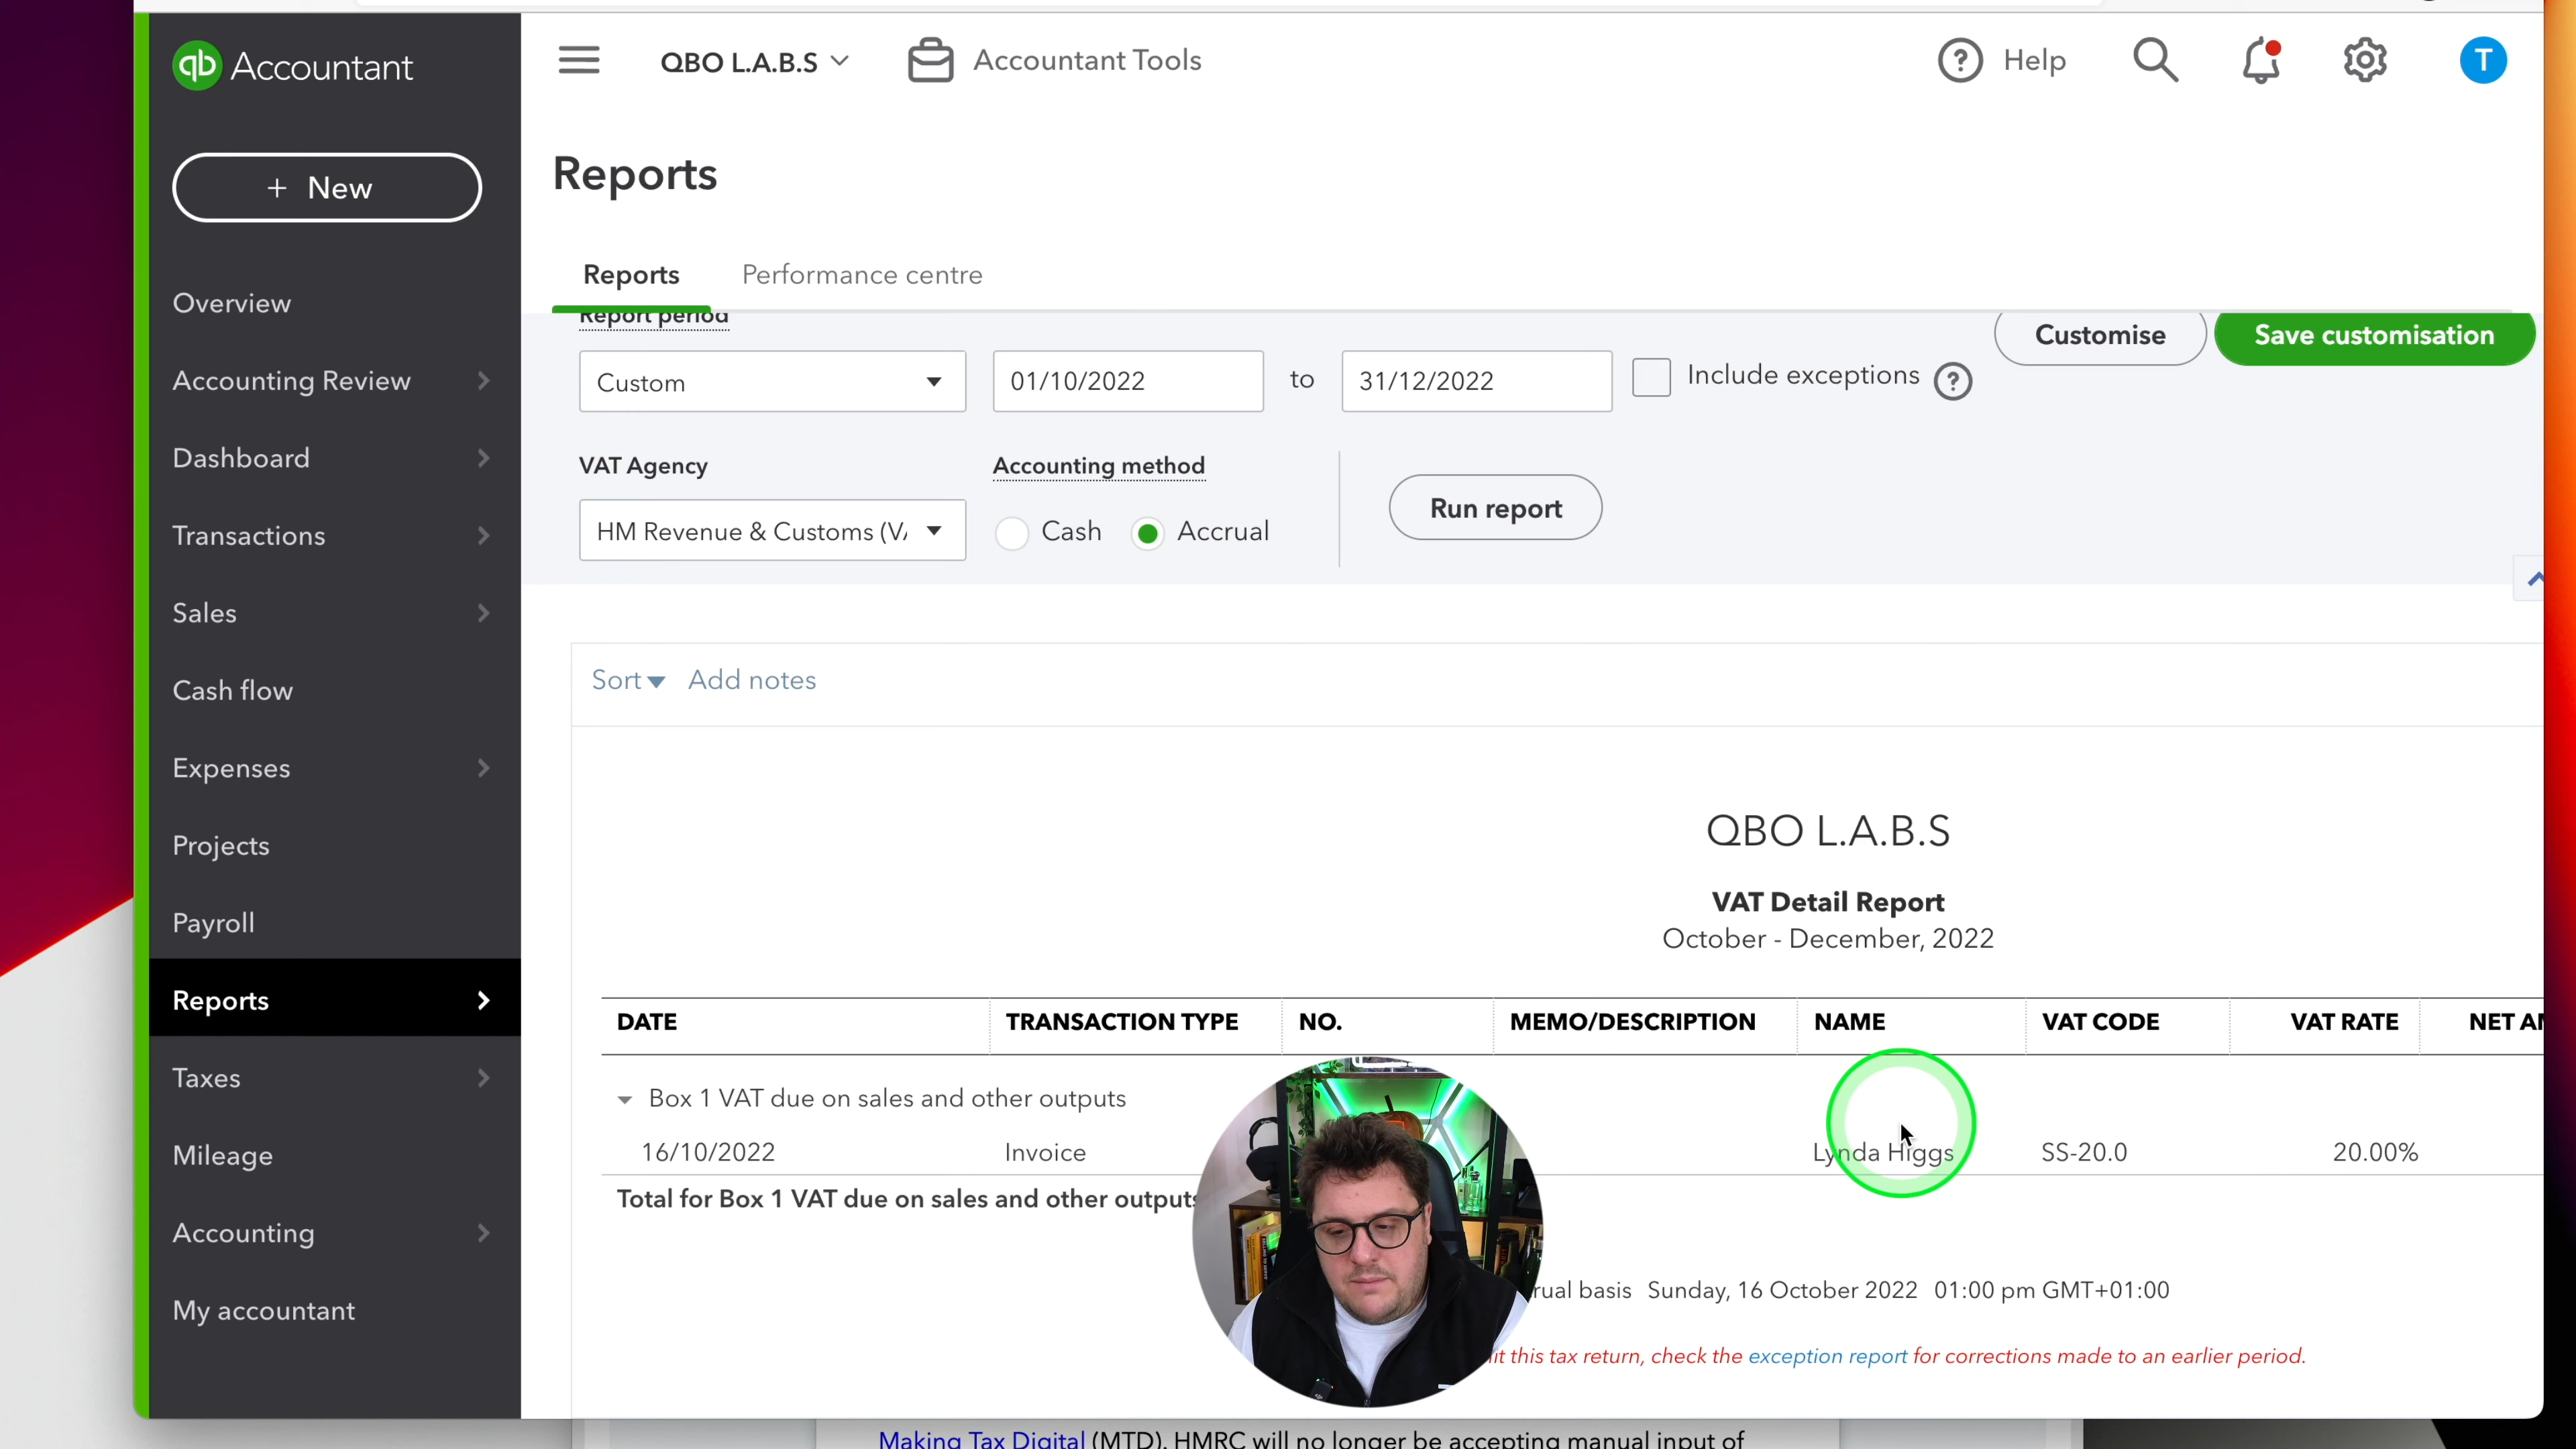 qb Accountant
QBO L.A.B.S
Accountant Tools
Help
T
+ New
Reports
Reports
Performance centre
Report period
Customise
Save customisation
Custom
01/10/2022
to
31/12/2022
Include exceptions
VAT Agency
Accounting method
HM Revenue & Customs (VA
Cash
Accrual
Run report
Overview
Accounting Review
Dashboard
Transactions
Sales
Cash flow
Expenses
Projects
Payroll
Reports
Taxes
Mileage
Accounting
My accountant
Sort
Add notes
QBO L.A.B.S
VAT Detail Report
October - December, 2022
DATE TRANSACTION TYPE NO. MEMO/DESCRIPTION NAME VAT CODE VAT RATE NET
Box 1 VAT due on sales and other outputs
16/10/2022 Invoice Lynda Higgs SS-20.0 20.00%
Total for Box 1 VAT due on sales and other outputs
basis Sunday, 16 October 2022 01:00 pm GMT+01:00
this tax return, check the exception report for corrections made to an earlier period.
Making Tax Digital (MTD). HMRC will no longer be accepting manual input of